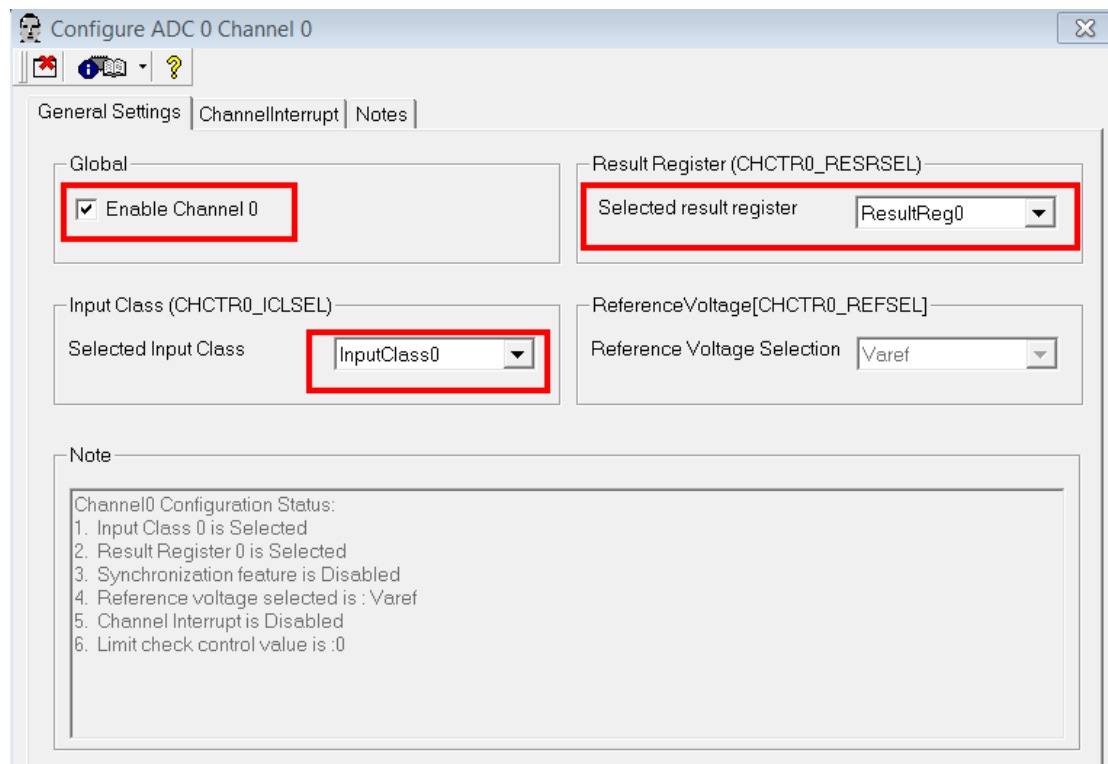 Configure ADC 0 Channel 0
General Settings
ChannelInterrupt
Notes
Global
Enable Channel 0
Result Register (CHCTR0_RESRSEL)
Selected result register
ResultReg0
Input Class (CHCTR0_ICLSEL)
Selected Input Class
InputClass0
ReferenceVoltage[CHCTR0_REFSEL]
Reference Voltage Selection
Varef
Note
Channel0 Configuration Status:
1. Input Class 0 is Selected
2. Result Register 0 is Selected
3. Synchronization feature is Disabled
4. Reference voltage selected is : Varef
5. Channel Interrupt is Disabled
6. Limit check control value is :0